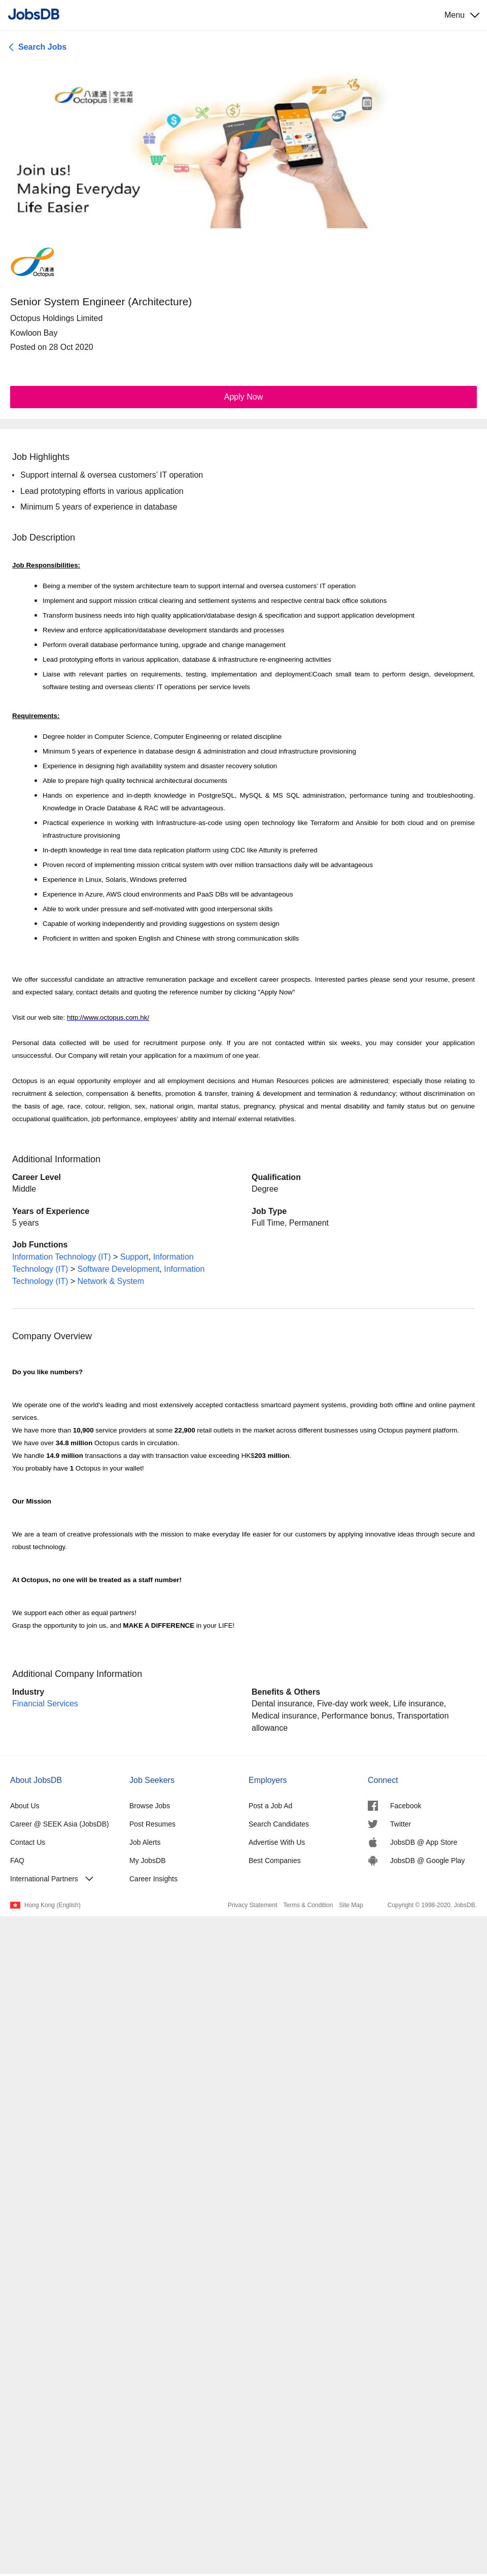 JobsDB
Menu
Search Jobs
八達通 令生活
Octopus 更輕鬆
Join us!
Making Everyday
Life Easier
八達通
Octopus
Senior System Engineer (Architecture)
Octopus Holdings Limited
Kowloon Bay
Posted on 28 Oct 2020
Apply Now
Job Highlights
• Support internal & oversea customers' IT operation
• Lead prototyping efforts in various application
• Minimum 5 years of experience in database
Job Description
Job Responsibilities:
• Being a member of the system architecture team to support internal and oversea customers' IT operation
• Implement and support mission critical clearing and settlement systems and respective central back office solutions
• Transform business needs into high quality application/database design & specification and support application development
• Review and enforce application/database development standards and processes
• Perform overall database performance tuning, upgrade and change management
• Lead prototyping efforts in various application, database & infrastructure re-engineering activities
• Liaise with relevant parties on requirements, testing, implementation and deploymentCoach small team to perform design, development,
software testing and overseas clients' IT operations per service levels
Requirements:
• Degree holder in Computer Science, Computer Engineering or related discipline
• Minimum 5 years of experience in database design & administration and cloud infrastructure provisioning
• Experience in designing high availability system and disaster recovery solution
• Able to prepare high quality technical architectural documents
• Hands on experience and in-depth knowledge in PostgreSQL, MySQL & MS SQL administration, performance tuning and troubleshooting.
Knowledge in Oracle Database & RAC will be advantageous.
• Practical experience in working with Infrastructure-as-code using open technology like Terraform and Ansible for both cloud and on premise
infrastructure provisioning
• In-depth knowledge in real time data replication platform using CDC like Attunity is preferred
• Proven record of implementing mission critical system with over million transactions daily will be advantageous
• Experience in Linux, Solaris, Windows preferred
• Experience in Azure, AWS cloud environments and PaaS DBs will be advantageous
• Able to work under pressure and self-motivated with good interpersonal skills
• Capable of working independently and providing suggestions on system design
• Proficient in written and spoken English and Chinese with strong communication skills
We offer successful candidate an attractive remuneration package and excellent career prospects. Interested parties please send your resume, present
and expected salary, contact details and quoting the reference number by clicking "Apply Now"
Visit our web site: http://www.octopus.com.hk/
Personal data collected will be used for recruitment purpose only. If you are not contacted within six weeks, you may consider your application
unsuccessful. Our Company will retain your application for a maximum of one year.
Octopus is an equal opportunity employer and all employment decisions and Human Resources policies are administered; especially those relating to
recruitment & selection, compensation & benefits, promotion & transfer, training & development and termination & redundancy; without discrimination on
the basis of age, race, colour, religion, sex, national origin, marital status, pregnancy, physical and mental disability and family status but on genuine
occupational qualification, job performance, employees' ability and internal/ external relativities.
Additional Information
Career Level
Middle
Qualification
Degree
Years of Experience
5 years
Job Type
Full Time, Permanent
Job Functions
Information Technology (IT) > Support, Information
Technology (IT) > Software Development, Information
Technology (IT) > Network & System
Company Overview
Do you like numbers?
We operate one of the world's leading and most extensively accepted contactless smartcard payment systems, providing both offline and online payment
services.
We have more than 10,900 service providers at some 22,900 retail outlets in the market across different businesses using Octopus payment platform.
We have over 34.8 million Octopus cards in circulation.
We handle 14.9 million transactions a day with transaction value exceeding HK$203 million.
You probably have 1 Octopus in your wallet!
Our Mission
We are a team of creative professionals with the mission to make everyday life easier for our customers by applying innovative ideas through secure and
robust technology.
At Octopus, no one will be treated as a staff number!
We support each other as equal partners!
Grasp the opportunity to join us, and MAKE A DIFFERENCE in your LIFE!
Additional Company Information
Industry
Financial Services
Benefits & Others
Dental insurance, Five-day work week, Life insurance,
Medical insurance, Performance bonus, Transportation
allowance
About JobsDB
About Us
Career @ SEEK Asia (JobsDB)
Contact Us
FAQ
International Partners
Job Seekers
Browse Jobs
Post Resumes
Job Alerts
My JobsDB
Career Insights
Employers
Post a Job Ad
Search Candidates
Advertise With Us
Best Companies
Connect
Facebook
Twitter
JobsDB @ App Store
JobsDB @ Google Play
Hong Kong (English)
Privacy Statement Terms & Condition Site Map Copyright © 1998-2020, JobsDB.